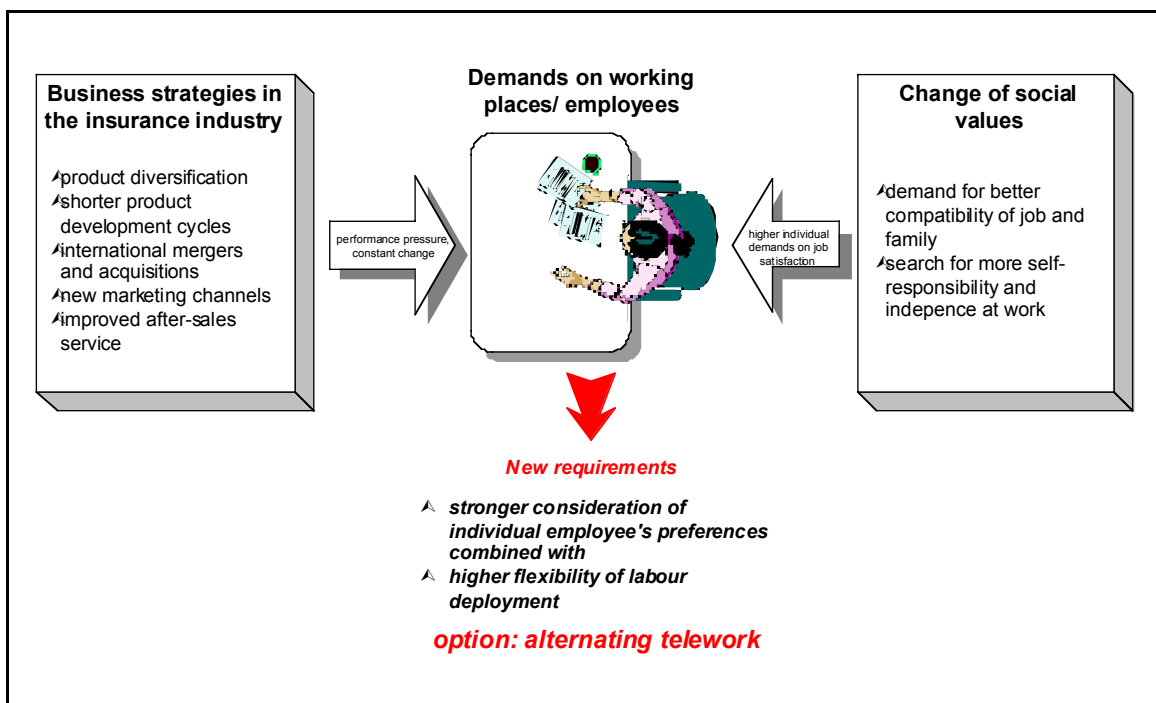 Business strategies in
the insurance industry
product diversification
shorter product
development cycles
international mergers
and acquisitions
new marketing channels
improved after-sales
service
performance pressure,
constant change
Demands on working
places/ employees
higher individual
demands on job
satisfaction
Change of social
values
demand for better
compatibility of job and
family
search for more self-
responsibility and
indepence at work
New requirements
stronger consideration of
individual employee's preferences
combined with
higher flexibility of labour
deployment
option: alternating telework